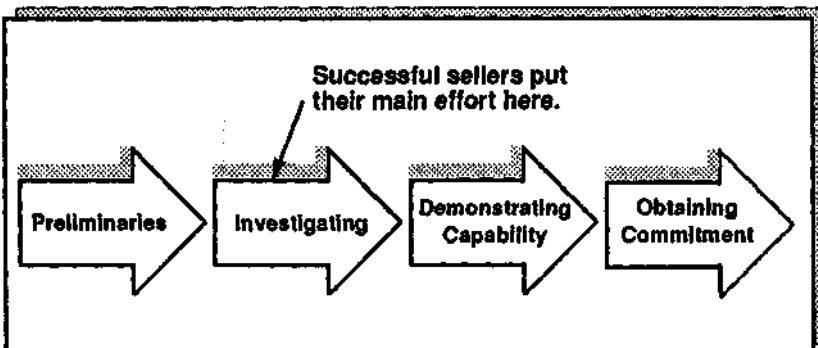 Successful sellers put
their main effort here.
Preliminaries
Investigating
Demonstrating
Capability
Obtaining
Commitment